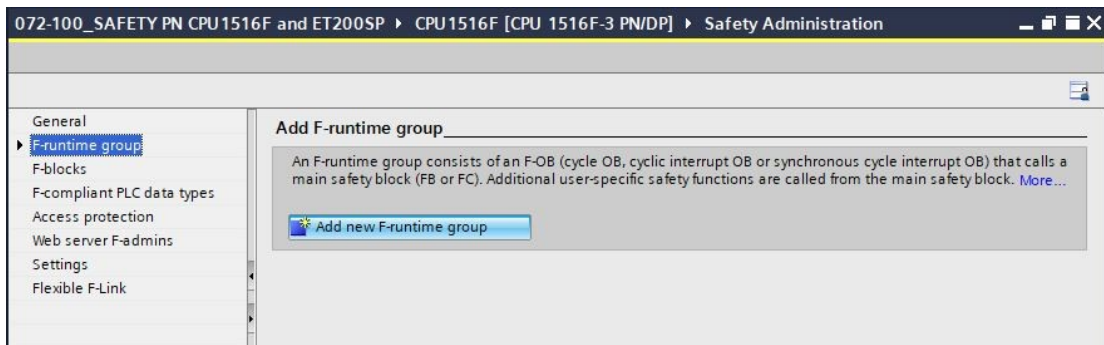 072-100_SAFETY PN CPU1516F and ET200SP ▸ CPU1516F [CPU 1516F-3 PN/DP] ▸ Safety Administration
General
F-runtime group
F-blocks
F-compliant PLC data types
Access protection
Web server F-admins
Settings
Flexible F-Link
Add F-runtime group
An F-runtime group consists of an F-OB (cycle OB, cyclic interrupt OB or synchronous cycle interrupt OB) that calls a
main safety block (FB or FC). Additional user-specific safety functions are called from the main safety block. More...
Add new F-runtime group